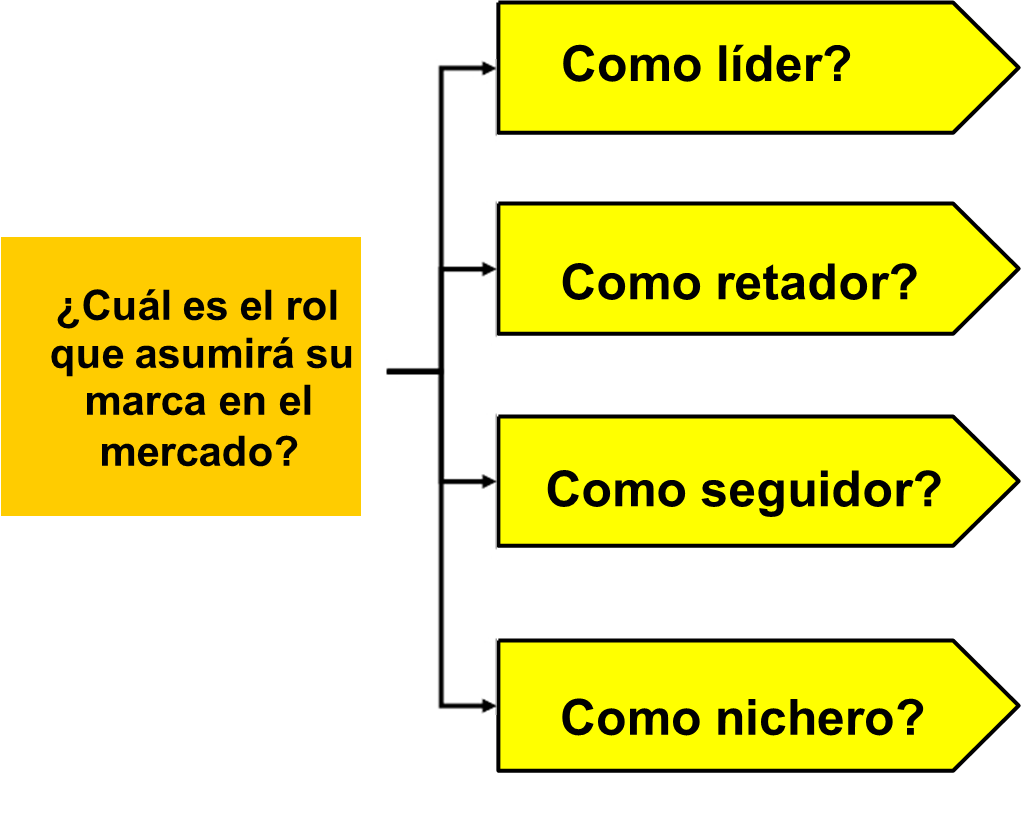 ¿Cuál es el rol
que asumirá su
marca en el
mercado?
Como líder?
Como retador?
Como seguidor?
Como nichero?